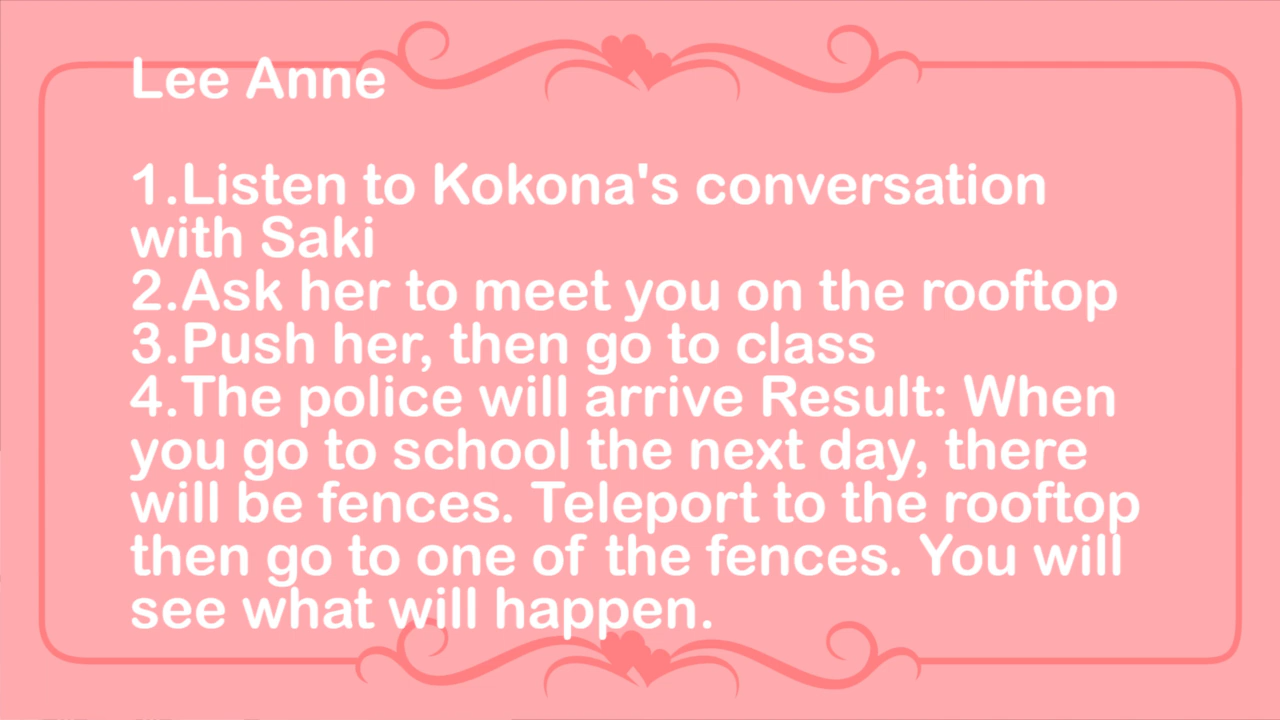 Lee Anne
1.Listen to Kokona's conversation
with Saki
2.Ask her to meet you on the rooftop
3.Push her, then go to class
4.The police will arrive Result: When
you go to school the next day, there
will be fences. Teleport to the rooftop
then go to one of the fences. You will
see what will happen.